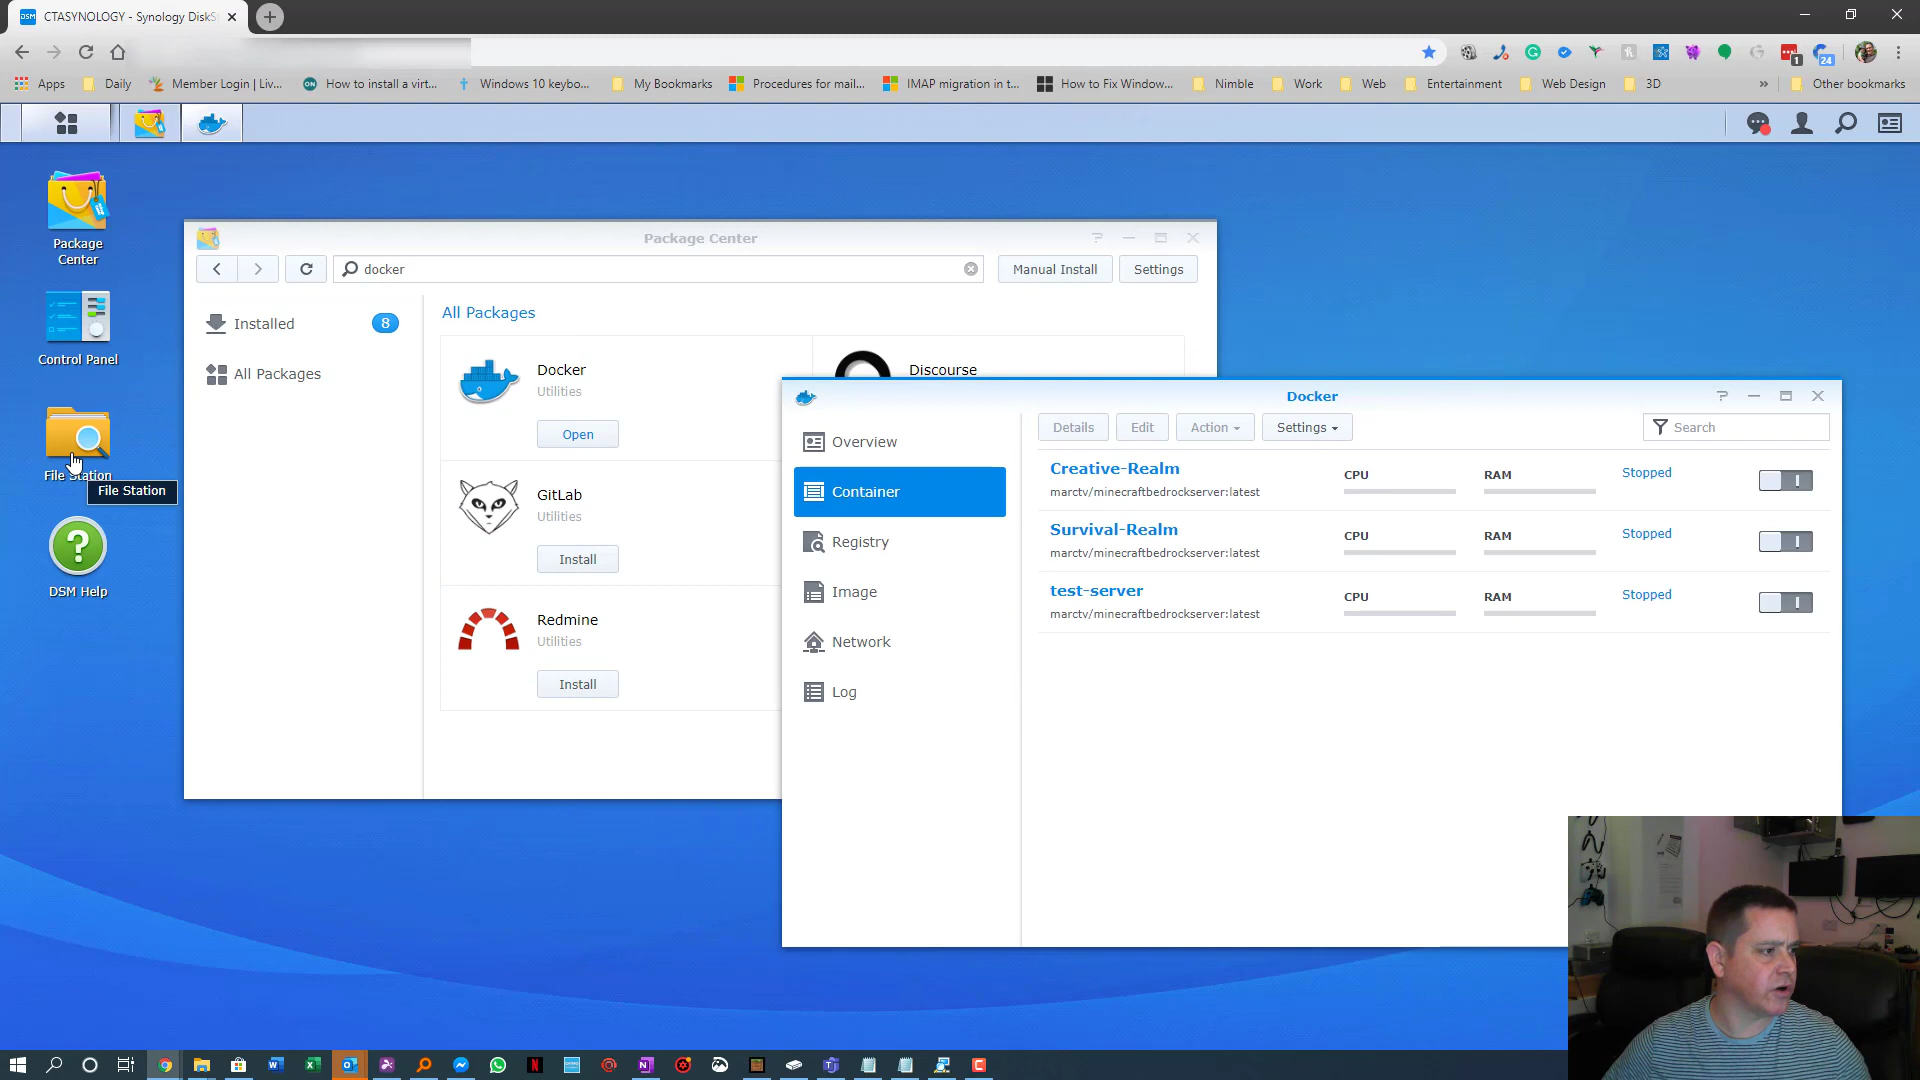 CTASYNOLOGY - Synology DiskS
Apps
Daily
Member Login | Liv...
How to install a virt...
Windows 10 keybo...
My Bookmarks
Procedures for mail...
IMAP migration in t...
How to Fix Window...
Nimble
Work
Web
Entertainment
Web Design
3D
»
Other bookmarks
1
24
Package
Center
Control Panel
File Station
File Station
DSM Help
Package Center
docker
Manual Install
Settings
Installed
8
All Packages
All Packages
Docker
Utilities
Open
Discourse
GitLab
Utilities
Install
Redmine
Utilities
Install
Docker
Overview
Container
Registry
Image
Network
Log
Details
Edit
Action
Settings
Search
Creative-Realm
marctv/minecraftbedrockserver:latest
CPU
RAM
Stopped
Survival-Realm
marctv/minecraftbedrockserver:latest
CPU
RAM
Stopped
test-server
marctv/minecraftbedrockserver:latest
CPU
RAM
Stopped